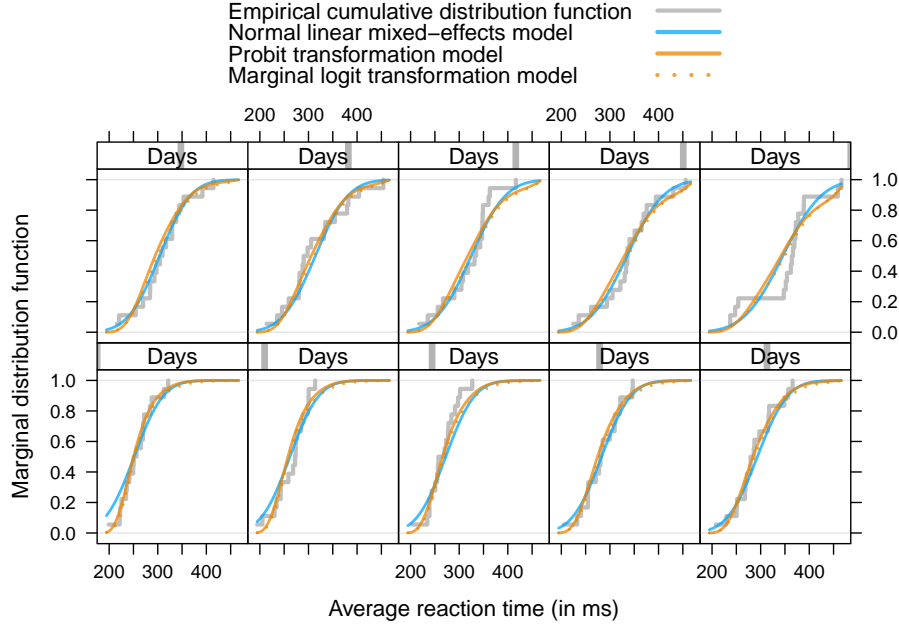 Empirical cumulative distribution function
Normal linear mixed−effects model
Probit transformation model
Marginal logit transformation model
200 300 400 200 300 400
Days Days Days Days Days
1.0
0.8
0.6
0.4
0.2
0.0
Days Days Days Days Days
1.0
0.8
0.6
0.4
0.2
0.0
200 300 400 200 300 400 200 300 400
Marginal distribution function
Average reaction time (in ms)